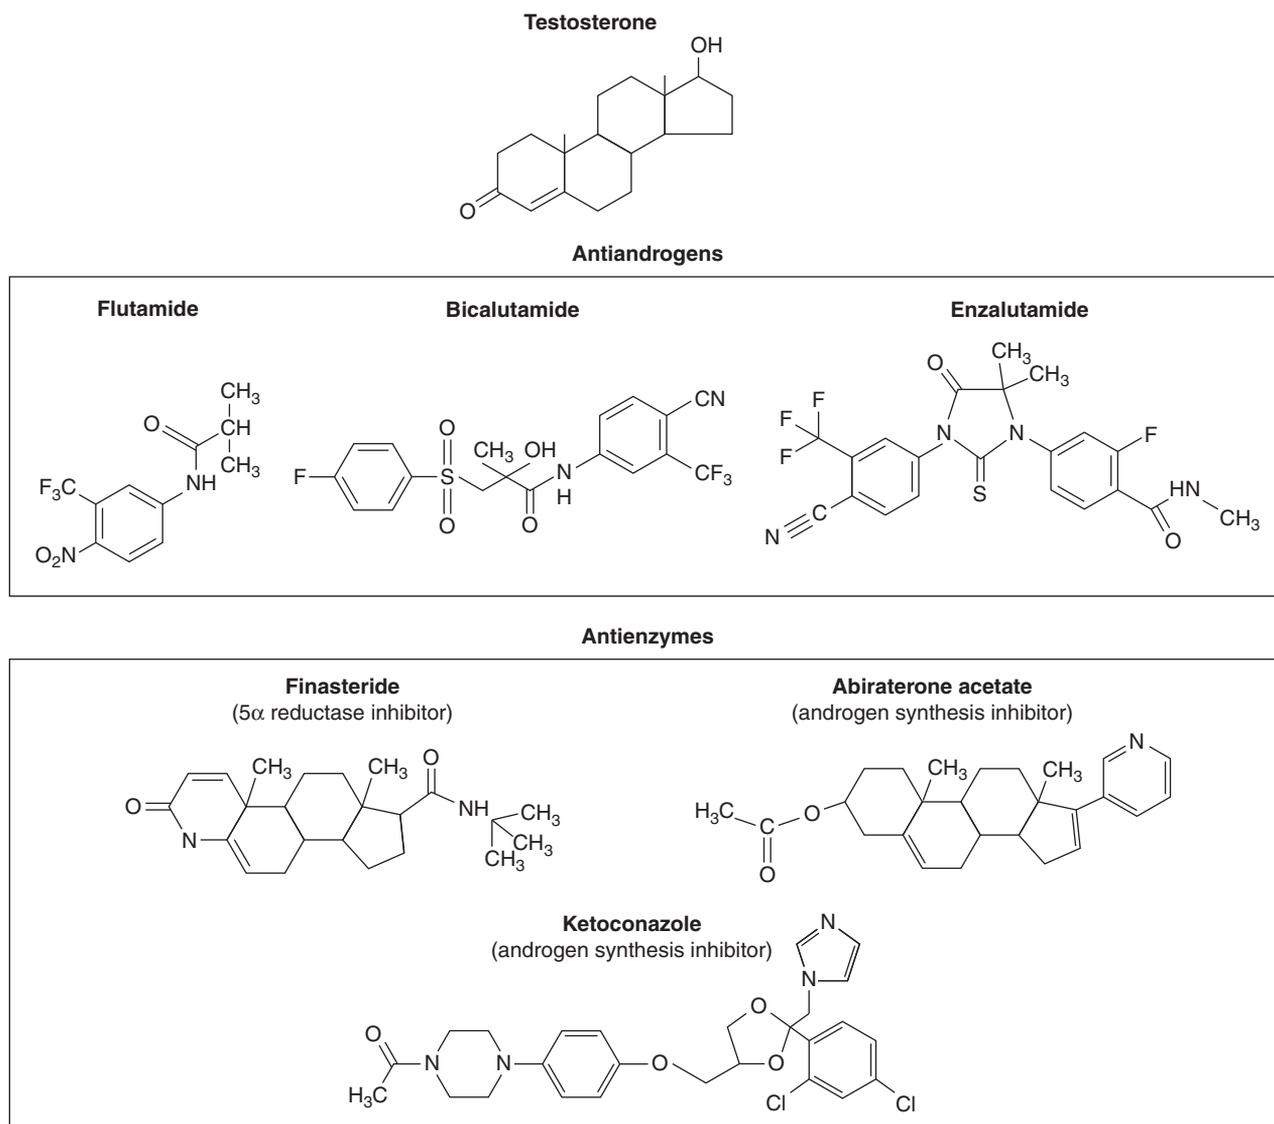 Testosterone
OH
O
Antiandrogens
Flutamide
Bicalutamide
Enzalutamide
CH3
O
CH
CH3
NH
F3C
O2N
F
O
S
O
CH3
OH
O
N
H
CN
CF3
F
F
F
N
C
O
N
S
N
CH3
CH3
F
HN
CH3
O
Antienzymes
Finasteride
(5α reductase inhibitor)
Abiraterone acetate
(androgen synthesis inhibitor)
O
N
CH3
CH3
O
NH
CH3
CH3
CH3
H3C
C
O
O
CH3
CH3
N
Ketoconazole
(androgen synthesis inhibitor)
N
N
O
O
O
N
N
O
H3C
Cl
Cl